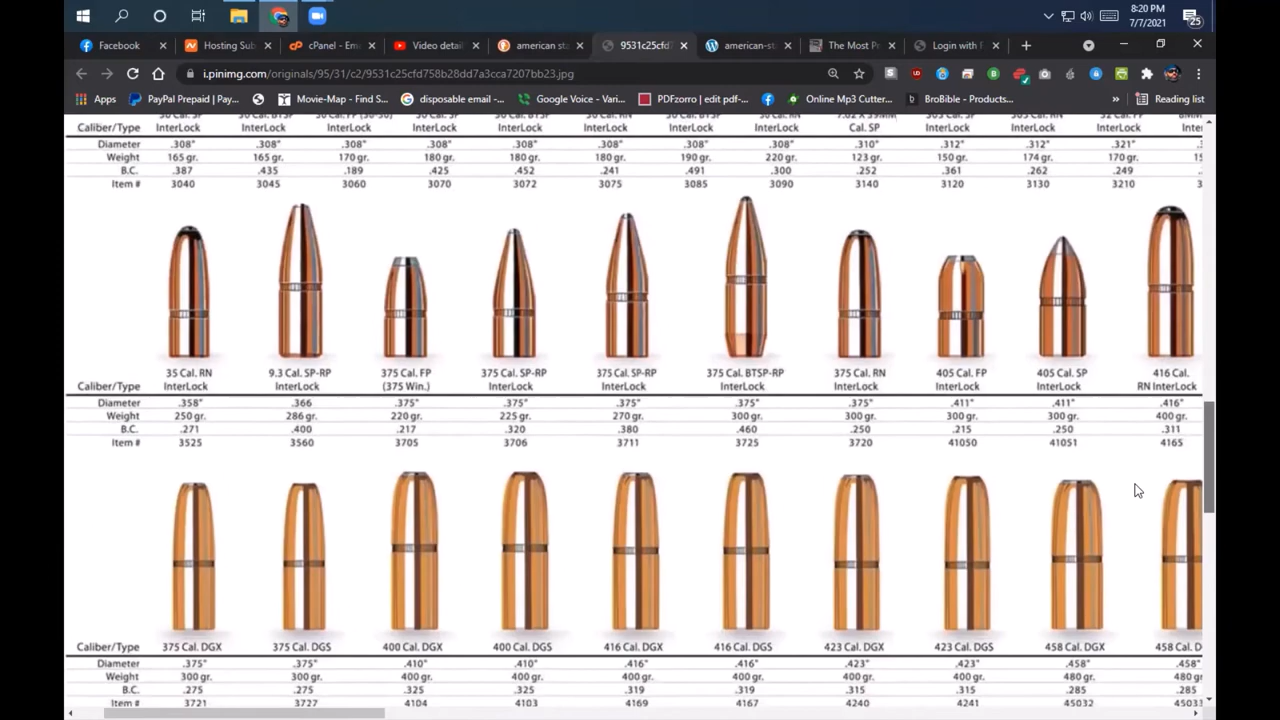 8:20 PM
7/7/2021
25
Facebook
Hosting Sub
cPanel - Em
Video detai
american st
9531c25cfd
american-st
The Most P
Login with F
i.pinimg.com/originals/95/31/c2/9531c25cfd758b28dd7a3cca7207bb23.jpg
Apps
PayPal Prepaid | Pay...
Movie-Map - Find S...
disposable email -...
Google Voice - Vari...
PDFzorro | edit pdf-...
Online Mp3 Cutter...
BroBible - Products...
»
Reading list
Caliber/Type InterLock InterLock InterLock InterLock InterLock InterLock InterLock InterLock Cal. SP InterLock InterLock InterLock
Diameter .308" .308" .308" .308" .308" .308" .308" .308" .310" .312" .312" .321"
Weight 165 gr. 165 gr. 170 gr. 180 gr. 180 gr. 180 gr. 190 gr. 220 gr. 123 gr. 150 gr. 174 gr. 170 gr.
B.C. .387 .435 .189 .425 .452 .241 .491 .300 .252 .361 .262 .249
Item # 3040 3045 3060 3070 3072 3075 3085 3090 3140 3120 3130 3210
35 Cal. RN 9.3 Cal. SP-RP 375 Cal. FP 375 Cal. SP-RP 375 Cal. SP-RP 375 Cal. BTSP-RP 375 Cal. RN 405 Cal. FP 405 Cal. SP 416 Cal.
Caliber/Type InterLock InterLock (375 Win.) InterLock InterLock InterLock InterLock InterLock InterLock RN InterLock
Diameter .358" .366 .375" .375" .375" .375" .375" .411" .411" .416"
Weight 250 gr. 286 gr. 220 gr. 225 gr. 270 gr. 300 gr. 300 gr. 300 gr. 300 gr. 400 gr.
B.C. .271 .400 .217 .320 .380 .460 .250 .215 .250 .311
Item # 3525 3560 3705 3706 3711 3725 3720 41050 41051 4165
Caliber/Type 375 Cal. DGX 375 Cal. DGS 400 Cal. DGX 400 Cal. DGS 416 Cal. DGX 416 Cal. DGS 423 Cal. DGX 423 Cal. DGS 458 Cal. DGX 458 Cal. D
Diameter .375" .375" .410" .410" .416" .416" .423" .423" .458" .458"
Weight 300 gr. 300 gr. 400 gr. 400 gr. 400 gr. 400 gr. 400 gr. 400 gr. 480 gr. 480 gr
B.C. .275 .275 .325 .325 .319 .319 .315 .315 .285 .285
Item # 3721 3727 4104 4103 4169 4167 4240 4241 45032 4503